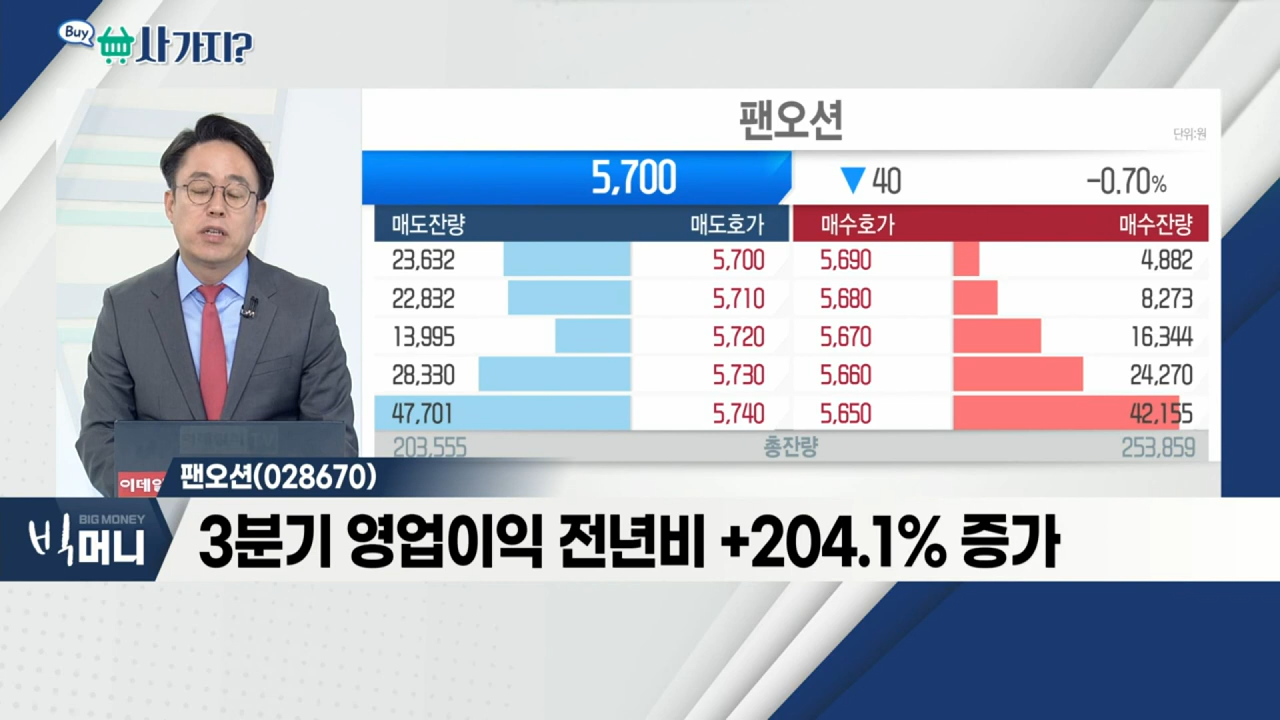 Buy
사가지?
팬오션
단위:원
5,700 ▼ 40 -0.70%
매도잔량 매도호가 매수호가 매수잔량
23,632 5,700 5,690 4,882
22,832 5,710 5,680 8,273
13,995 5,720 5,670 16,344
28,330 5,730 5,660 24,270
47,701 5,740 5,650 42,155
203,555 총잔량 253,859
이데일
팬오션(028670)
BIG MONEY
빅머니
3분기 영업이익 전년비 +204.1% 증가